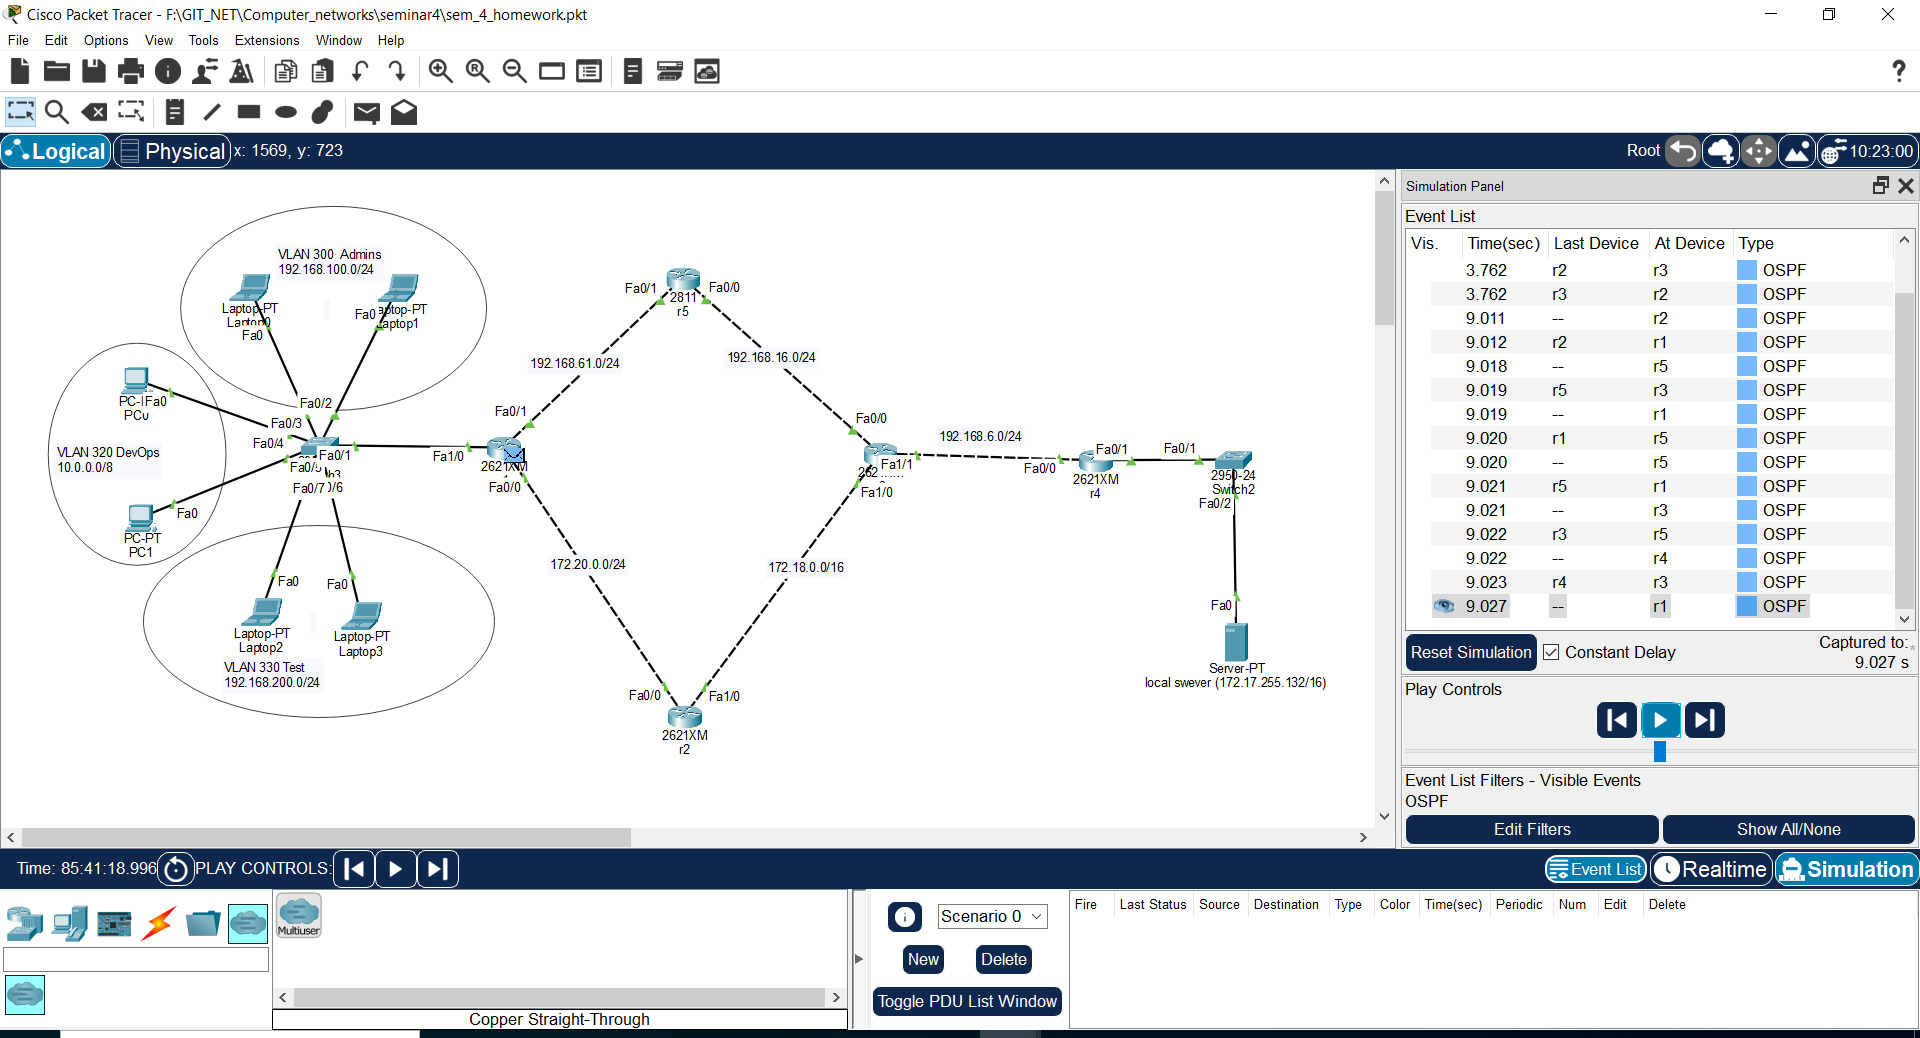 Cisco Packet Tracer - F:\GIT_NET\Computer_networks\seminar4\sem_4_homework.pkt
File Edit Options View Tools Extensions Window Help
Logical Physical x: 1569, y: 723 Root 10:23:00
VLAN 300 Admins
192.168.100.0/24
Laptop-PT
Fa0
Laptop1
Fa0
PC-PT
Fa0
VLAN 320 DevOps
10.0.0.0/8
Fa0/2
Fa0/3
Fa0/4
Fa0/1
Fa0/5
Fa0/7
Fa0
PC-PT
PC1
Fa0
Fa0
Laptop-PT
Laptop2
Laptop-PT
Laptop3
VLAN 330 Test
192.168.200.0/24
Fa1/0
Fa0/1
2621XM
Fa0/0
192.168.61.0/24
Fa0/1
Fa0/0
2811
r5
192.168.16.0/24
172.20.0.0/24
172.18.0.0/16
Fa0/0
Fa1/0
2621XM
r2
Fa0/0
Fa1/1
Fa1/0
192.168.6.0/24
Fa0/0
Fa0/1
2621XM
r4
Fa0/1
2950-24
Switch2
Fa0/2
Fa0
Server-PT
local swever (172.17.255.132/16)
Simulation Panel
Event List
Vis. Time(sec) Last Device At Device Type
3.762 r2 r3 OSPF
3.762 r3 r2 OSPF
9.011 -- r2 OSPF
9.012 r2 r1 OSPF
9.018 -- r5 OSPF
9.019 r5 r3 OSPF
9.019 -- r1 OSPF
9.020 r1 r5 OSPF
9.020 -- r5 OSPF
9.021 r5 r1 OSPF
9.021 -- r3 OSPF
9.022 r3 r5 OSPF
9.022 -- r4 OSPF
9.023 r4 r3 OSPF
9.027 -- r1 OSPF
Reset Simulation Constant Delay Captured to:
9.027 s
Play Controls
Event List Filters - Visible Events
OSPF
Edit Filters Show All/None
Time: 85:41:18.996 PLAY CONTROLS: Event List Realtime Simulation
Multiuser
Copper Straight-Through
Scenario 0
New Delete
Toggle PDU List Window
Fire Last Status Source Destination Type Color Time(sec) Periodic Num Edit Delete